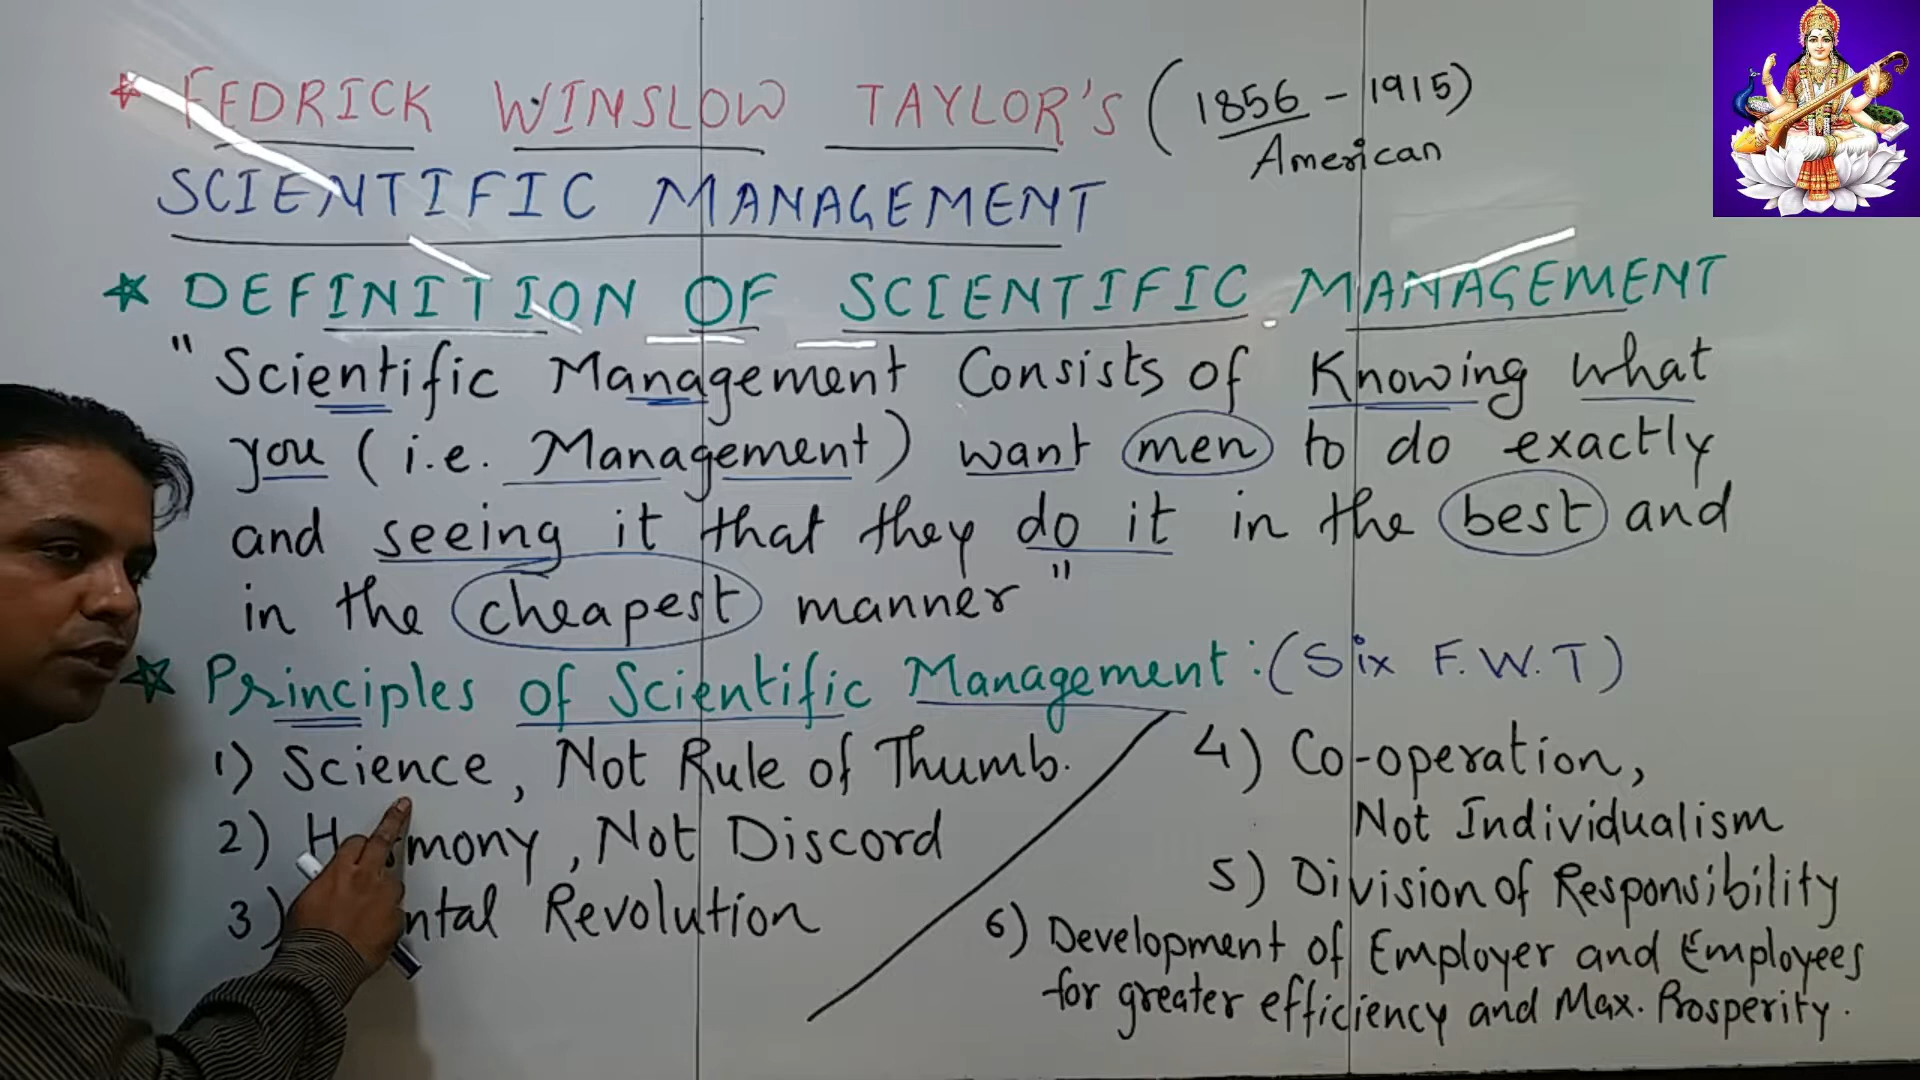 FEDRICK WINSLOW TAYLOR'S (1856 - 1915)
American
SCIENTIFIC MANAGEMENT
DEFINITION OF SCIENTIFIC MANAGEMENT
"Scientific Management Consists of Knowing what
you (i.e. Management) want men to do exactly
and seeing it that they do it in the best and
in the cheapest manner"
Principles of Scientific Management: (Six F.W.T)
1) Science, Not Rule of Thumb.
2) Harmony, Not Discord
3) Revolution
4) Co-operation,
Not Individualism
5) Division of Responsibility
6) Development of Employer and Employees
for greater efficiency and Max. Prosperity.